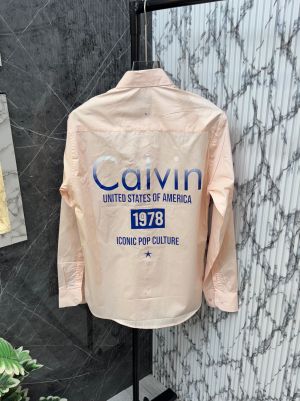 Calvin
UNITED STATES OF AMERICA
1978
ICONIC POP CULTURE